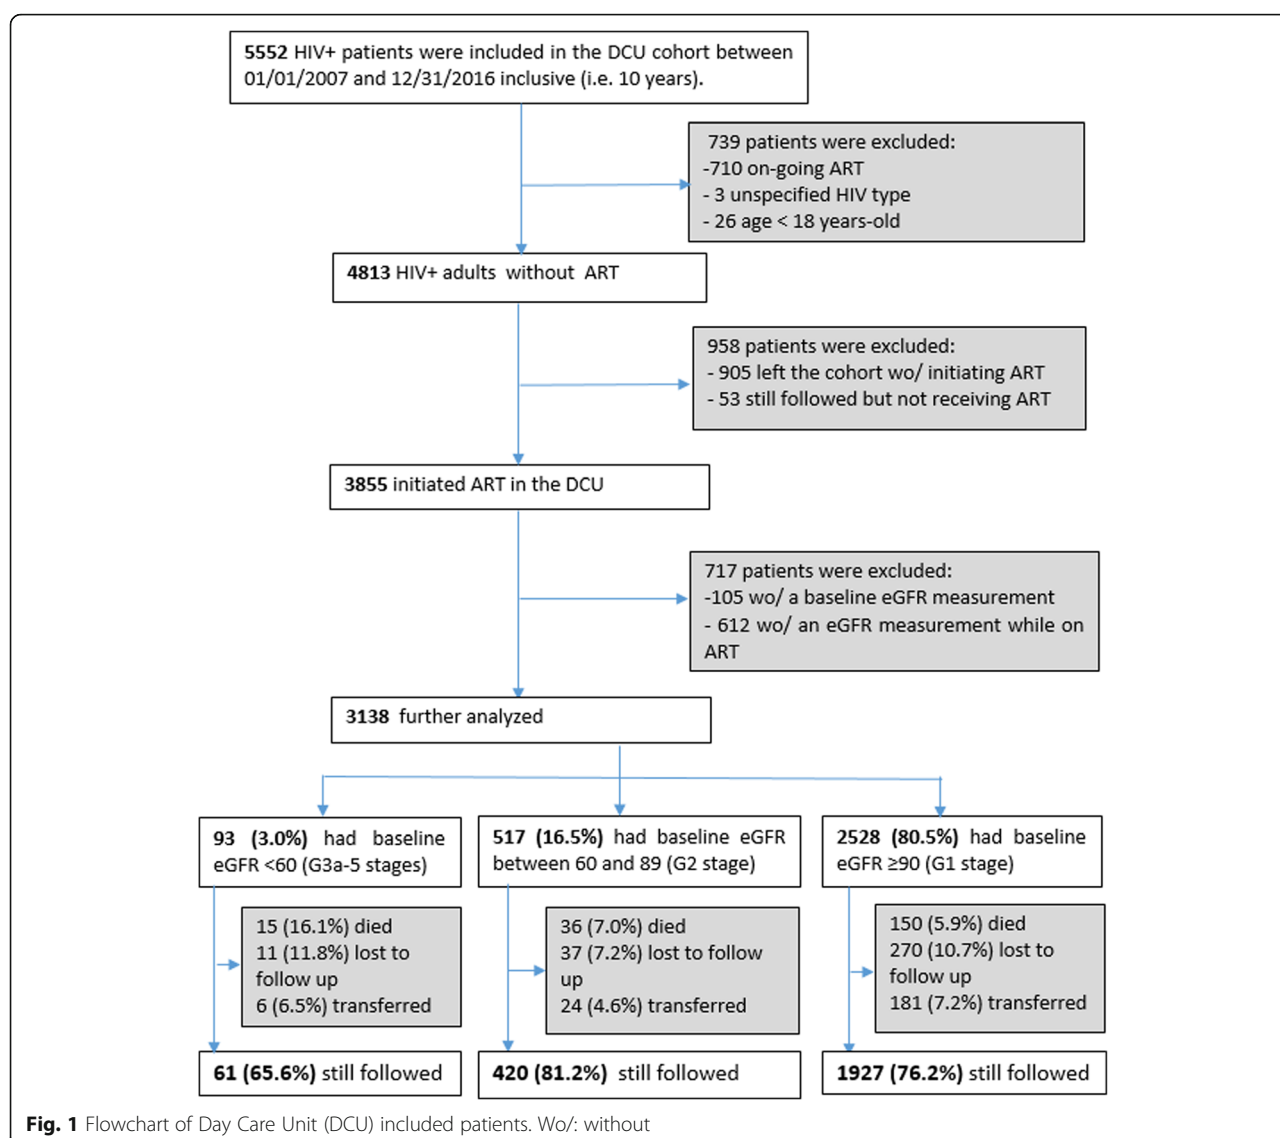 5552 HIV+ patients were included in the DCU cohort between
01/01/2007 and 12/31/2016 inclusive (i.e. 10 years).
739 patients were excluded:
-710 on-going ART
- 3 unspecified HIV type
- 26 age < 18 years-old
4813 HIV+ adults without ART
958 patients were excluded:
- 905 left the cohort wo/ initiating ART
- 53 still followed but not receiving ART
3855 initiated ART in the DCU
717 patients were excluded:
-105 wo/ a baseline eGFR measurement
- 612 wo/ an eGFR measurement while on
ART
3138 further analyzed
93 (3.0%) had baseline
eGFR <60 (G3a-5 stages)
517 (16.5%) had baseline eGFR
between 60 and 89 (G2 stage)
2528 (80.5%) had baseline
eGFR ≥90 (G1 stage)
15 (16.1%) died
11 (11.8%) lost to
follow up
6 (6.5%) transferred
36 (7.0%) died
37 (7.2%) lost to follow
up
24 (4.6%) transferred
150 (5.9%) died
270 (10.7%) lost to
follow up
181 (7.2%) transferred
61 (65.6%) still followed
420 (81.2%) still followed
1927 (76.2%) still followed
Fig. 1 Flowchart of Day Care Unit (DCU) included patients. Wo/: without